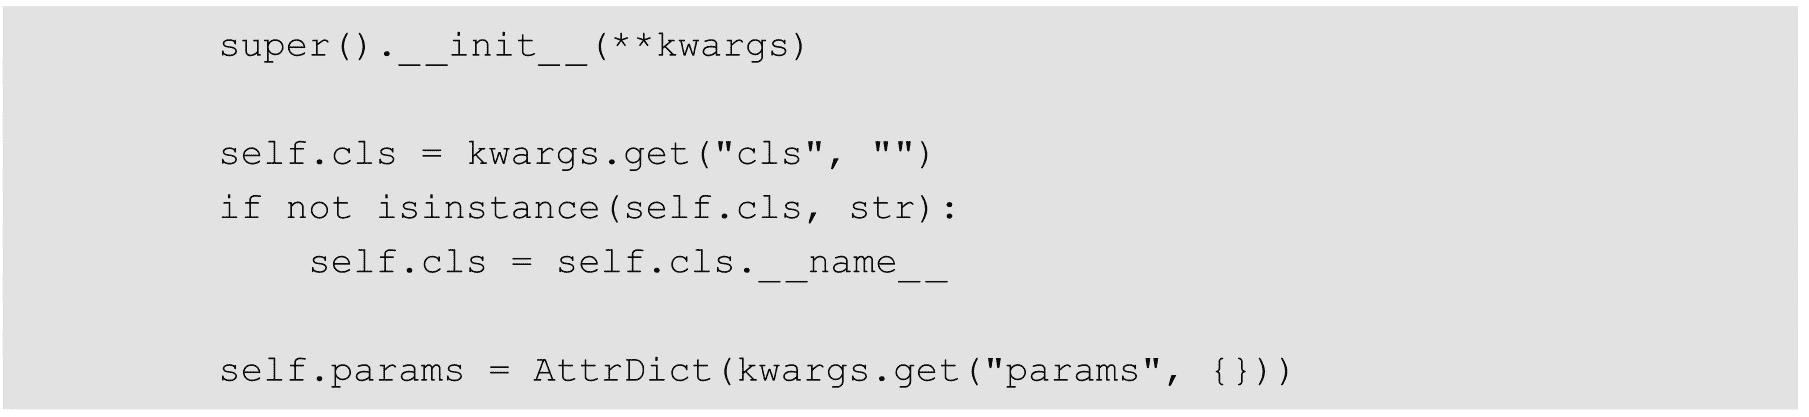 super().__init__(**kwargs)
self.cls = kwargs.get("cls", "")
if not isinstance(self.cls, str):
self.cls = self.cls.__name__
self.params = AttrDict(kwargs.get("params", {}))